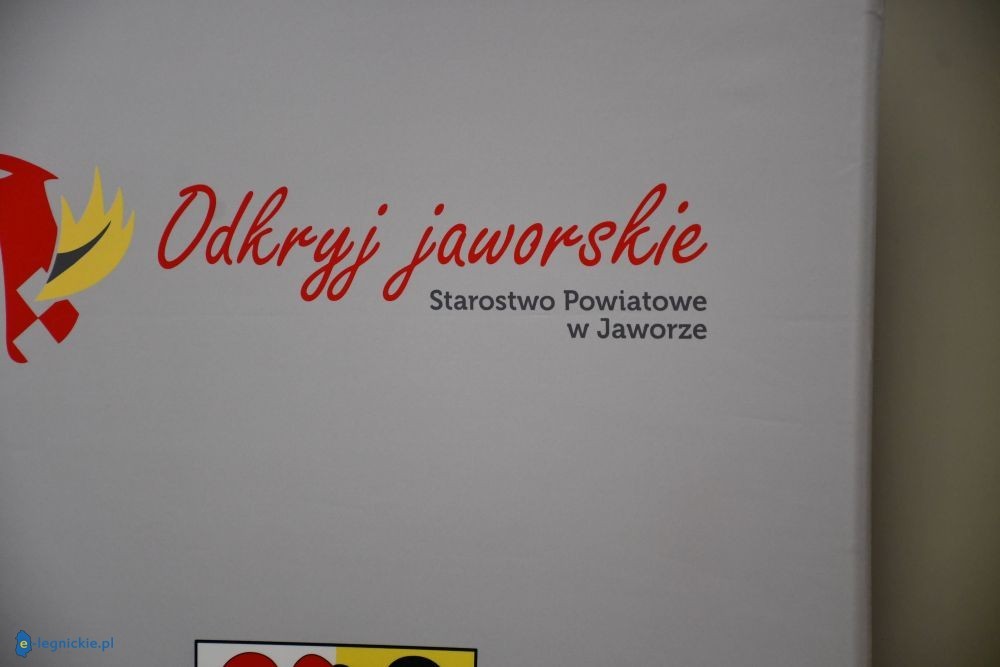 Odkryj jaworskie
Starostwo Powiatowe
w Jaworze
e-legnickie.pl